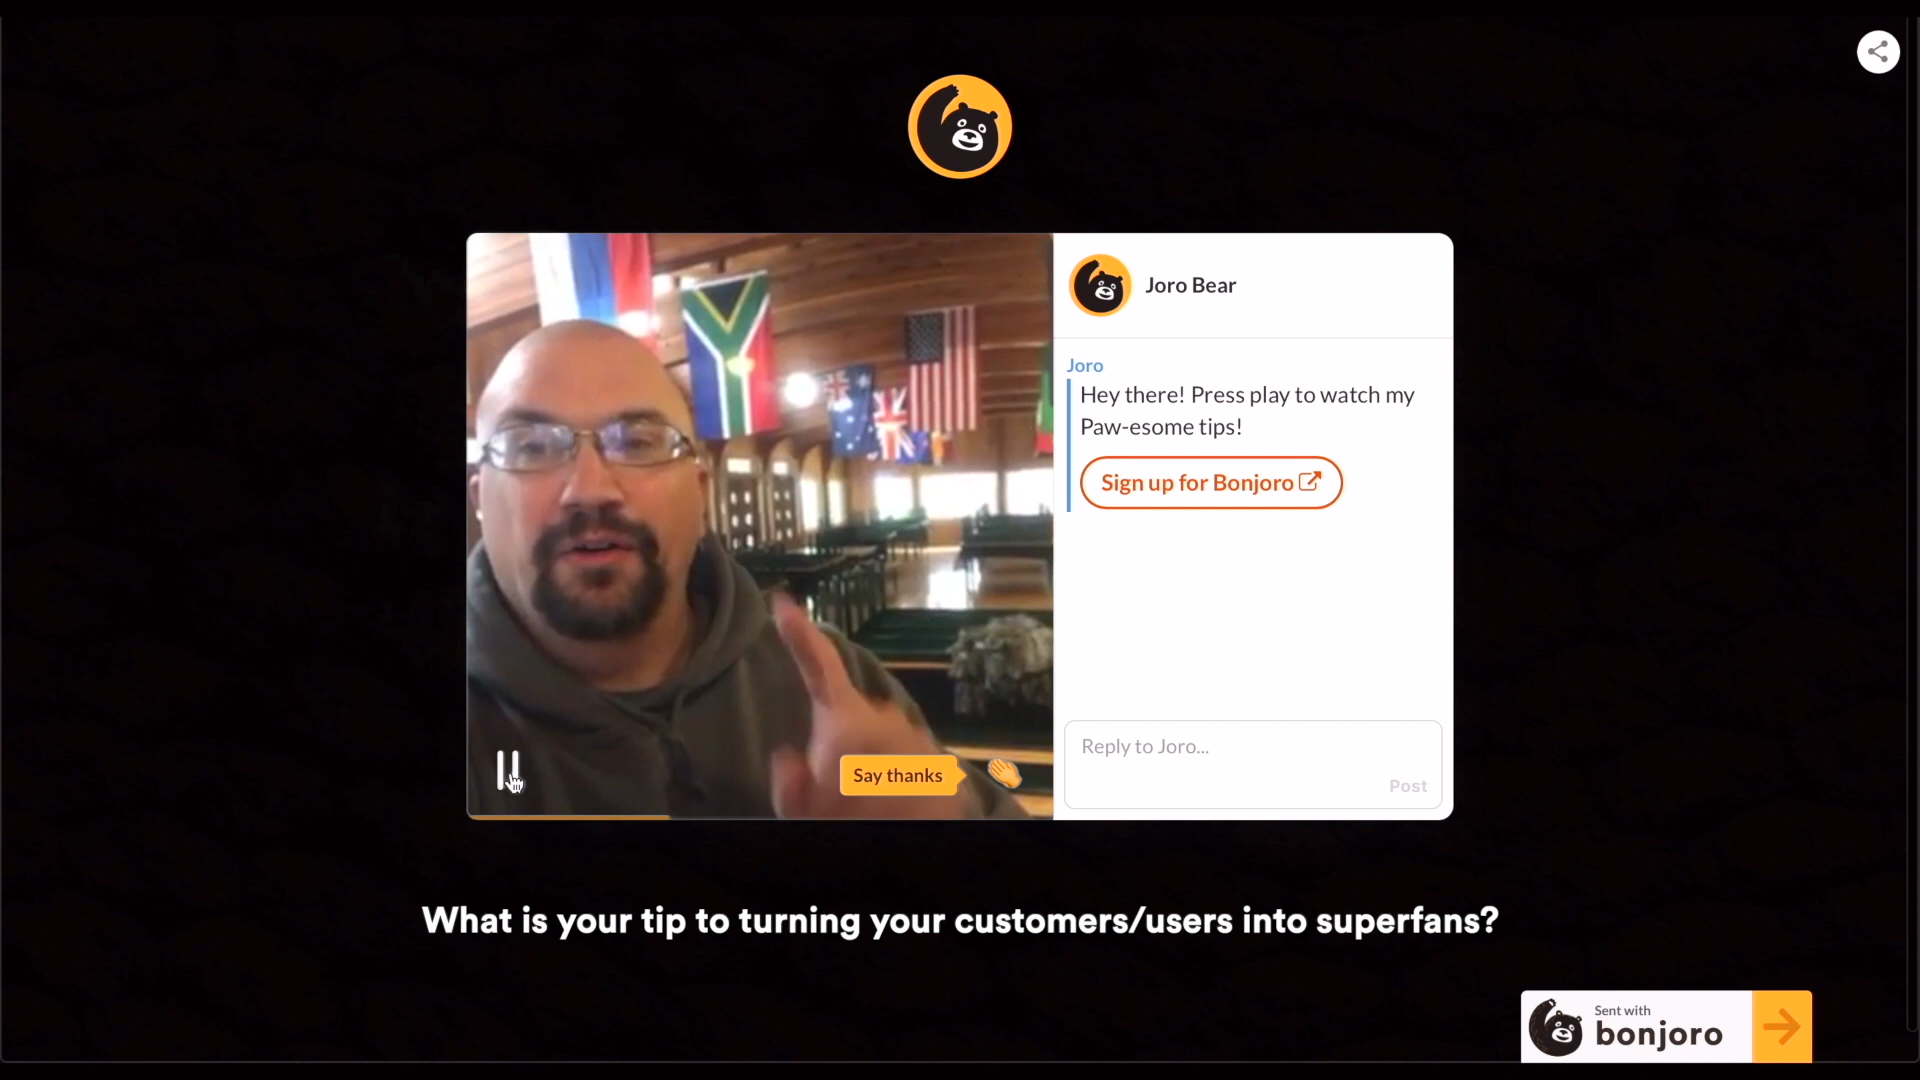 Joro Bear
Joro
Hey there! Press play to watch my
Paw-esome tips!
Sign up for Bonjoro
Say thanks
Reply to Joro...
Post
What is your tip to turning your customers/users into superfans?
Sent with
bonjoro